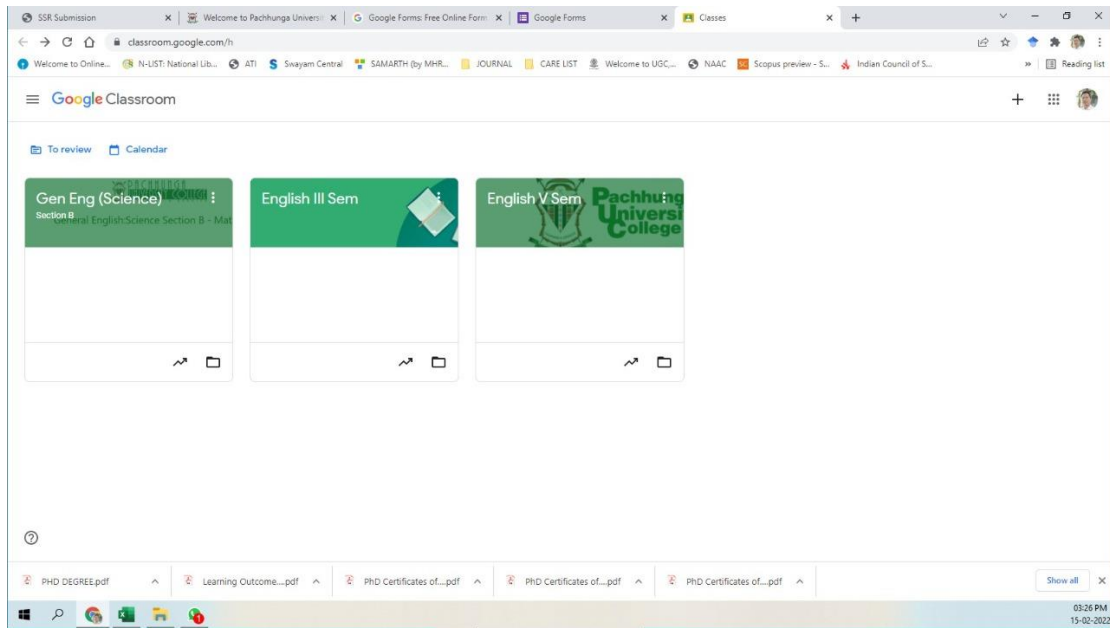 SSR Submission
Welcome to Pachhunga Universi
Google Forms: Free Online Form
Google Forms
Classes
classroom.google.com/h
Welcome to Online...
N-LIST: National Lib...
ATI
Swayam Central
SAMARTH (by MHR...
JOURNAL
CARE LIST
Welcome to UGC,...
NAAC
Scopus preview - S...
Indian Council of S...
Reading list
Google Classroom
To review
Calendar
Gen Eng (Science)
Section B
General English:Science Section B - Mat
English III Sem
English V Sem
Pachhung
Universi
College
PHD DEGREE.pdf
Learning Outcome....pdf
PhD Certificates of....pdf
PhD Certificates of....pdf
PhD Certificates of....pdf
Show all
03:26 PM
15-02-2022